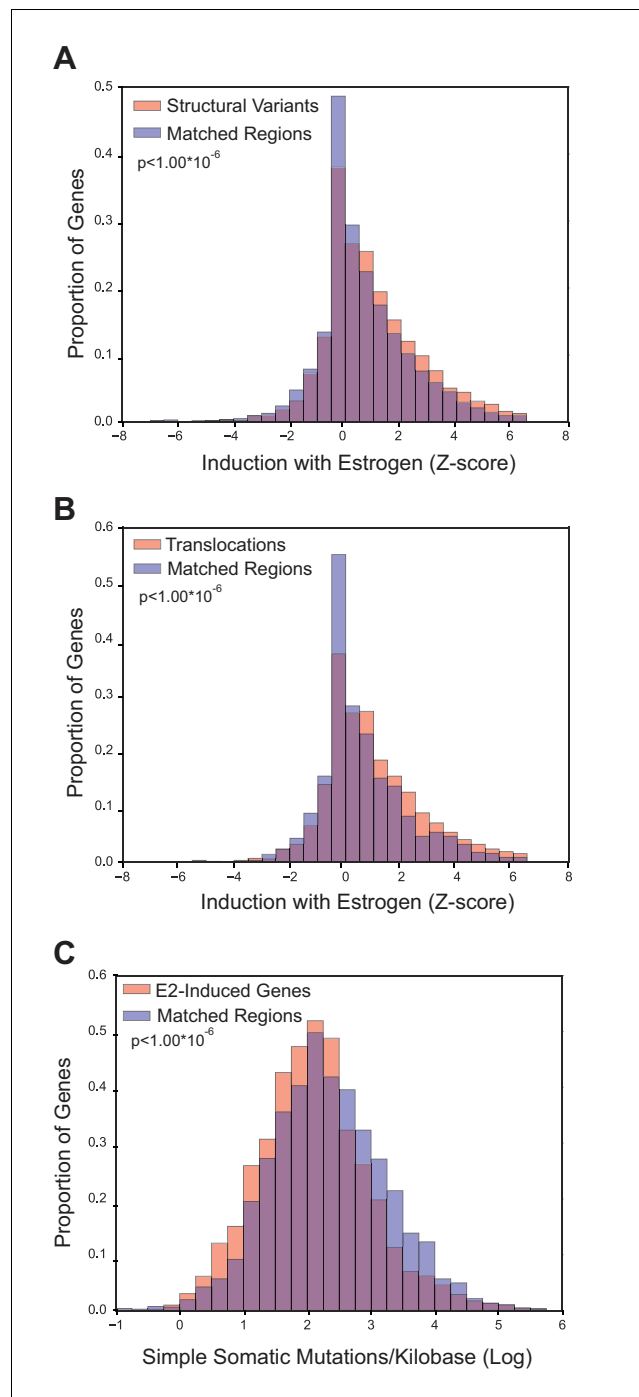 A
0.5
0.4
0.3
0.2
0.1
0.0
Proportion of Genes
Structural Variants
Matched Regions
p<1.00*10-6
−8 −6 −4 −2 0 2 4 6 8
Induction with Estrogen (Z-score)
B
0.6
0.5
0.4
0.3
0.2
0.1
0.0
Proportion of Genes
Translocations
Matched Regions
p<1.00*10-6
−8 −6 −4 −2 0 2 4 6 8
Induction with Estrogen (Z-score)
C
0.6
0.5
0.4
0.3
0.2
0.1
0.0
Proportion of Genes
E2-Induced Genes
Matched Regions
p<1.00*10-6
−1 0 1 2 3 4 5 6
Simple Somatic Mutations/Kilobase (Log)